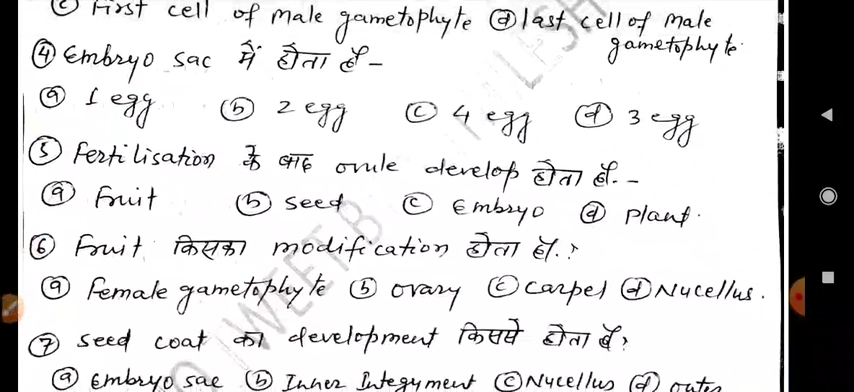 (c) First cell of male gametophyte (d) last cell of male gametophyte.
(4) Embryo sac में होता है -
(a) 1 egg (b) 2 egg (c) 4 egg (d) 3 egg
(5) Fertilisation के बाद ovule develop होता है. -
(a) Fruit (b) Seed (c) Embryo (d) Plant.
(6) Fruit किसका modification होता है.?
(a) Female gametophyte (b) ovary (c) Carpel (d) Nucellus.
(7) Seed coat का development किससे होता है?
(a) Embryo sac (b) Inner Integument (c) Nucellus (d) outer